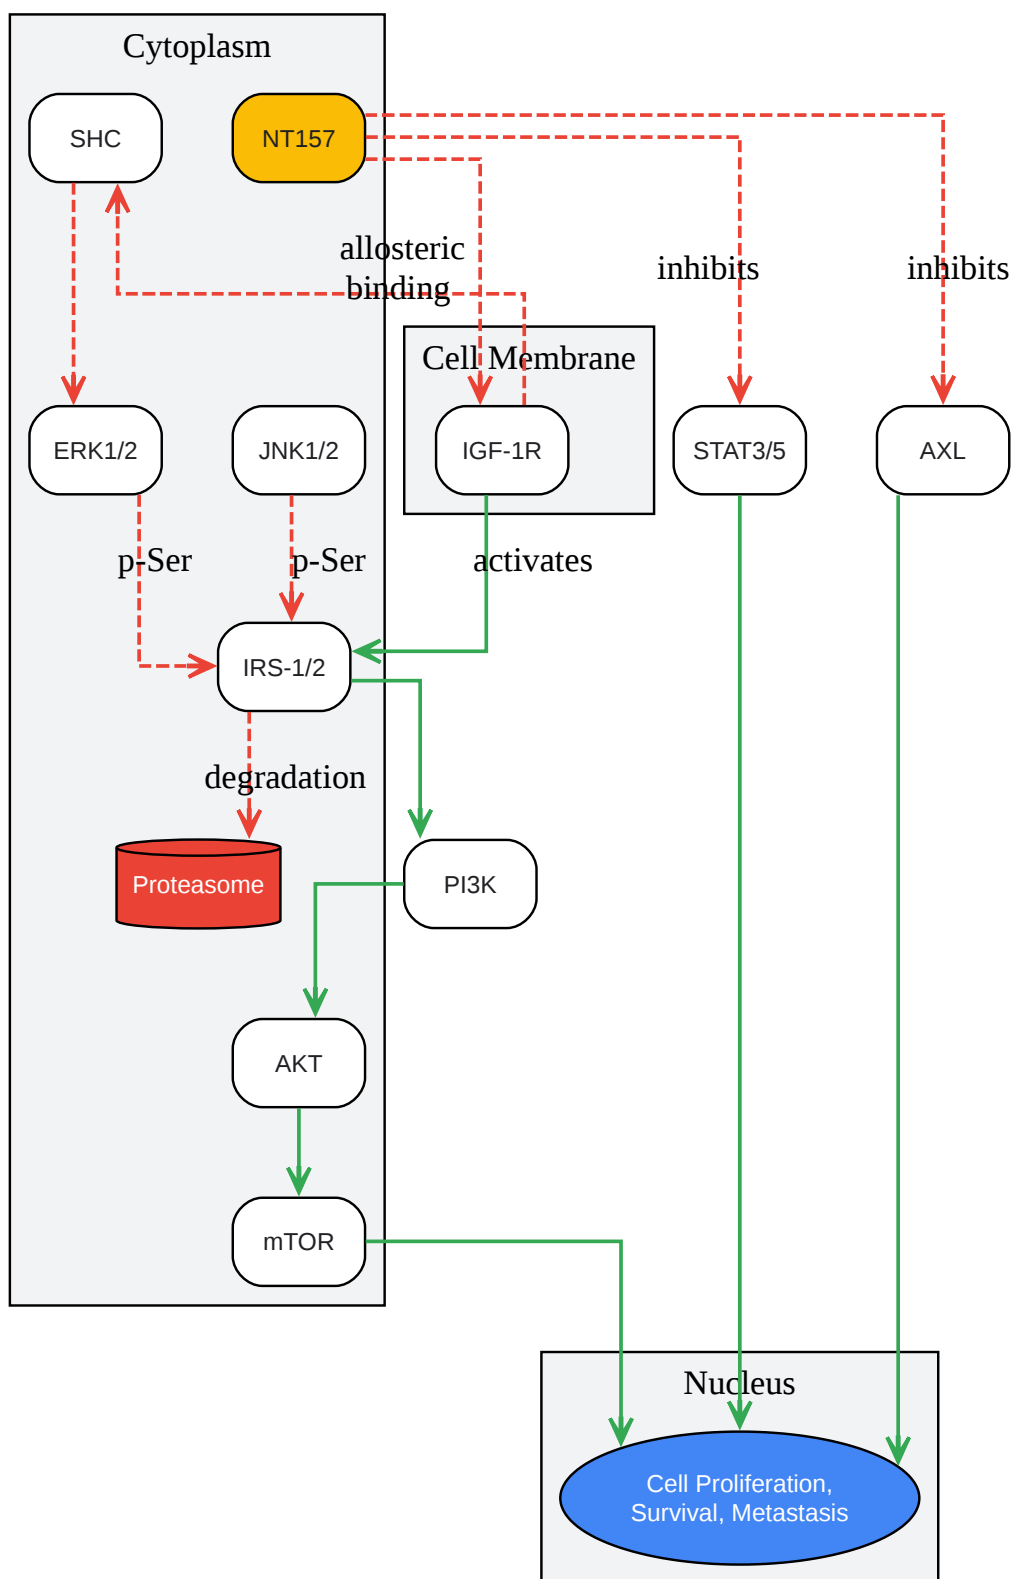 Cytoplasm
SHC
NT157
allosteric
binding
inhibits
inhibits
Cell Membrane
ERK1/2
JNK1/2
IGF-1R
STAT3/5
AXL
p-Ser
p-Ser
activates
IRS-1/2
degradation
Proteasome
PI3K
AKT
mTOR
Nucleus
Cell Proliferation,
Survival, Metastasis